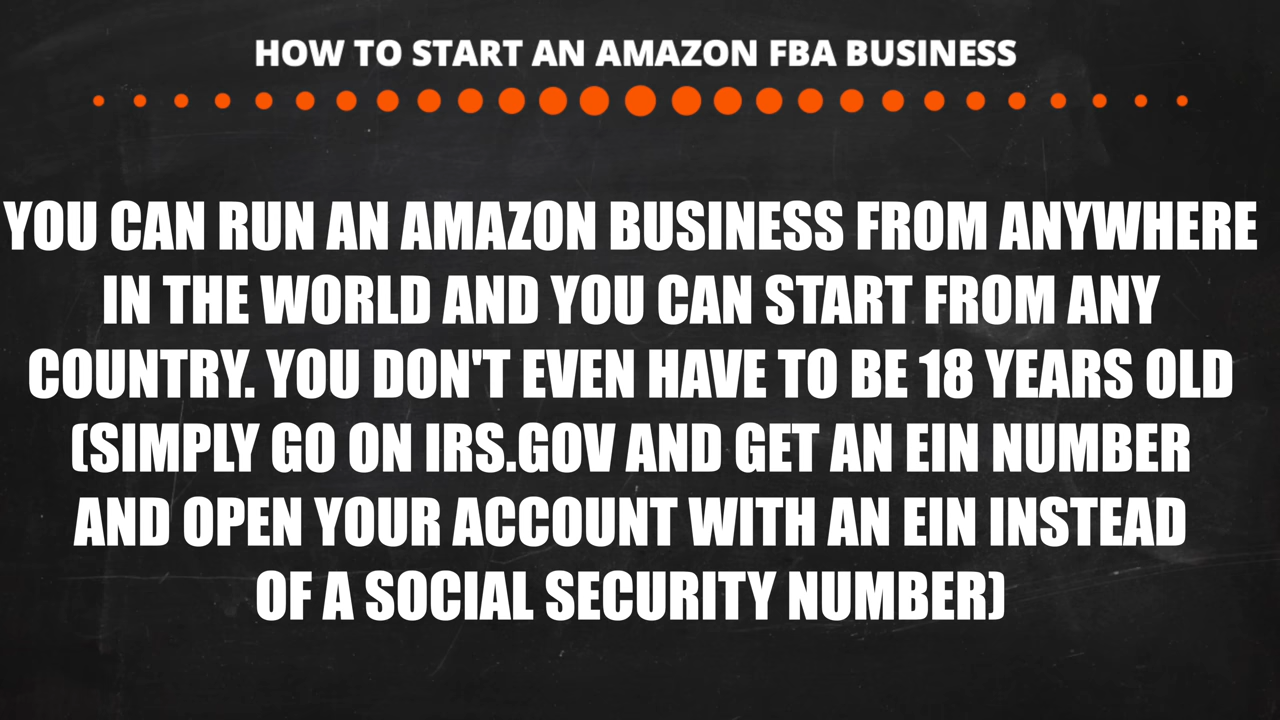 HOW TO START AN AMAZON FBA BUSINESS
YOU CAN RUN AN AMAZON BUSINESS FROM ANYWHERE
IN THE WORLD AND YOU CAN START FROM ANY
COUNTRY. YOU DON'T EVEN HAVE TO BE 18 YEARS OLD
(SIMPLY GO ON IRS.GOV AND GET AN EIN NUMBER
AND OPEN YOUR ACCOUNT WITH AN EIN INSTEAD
OF A SOCIAL SECURITY NUMBER)